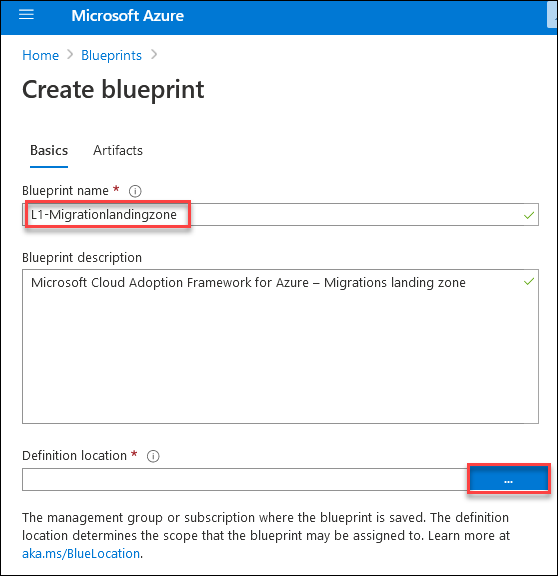 Microsoft Azure
Home > Blueprints >
Create blueprint
Basics Artifacts
Blueprint name *
L1-Migrationlandingzone
Blueprint description
Microsoft Cloud Adoption Framework for Azure – Migrations landing zone
Definition location *
...
The management group or subscription where the blueprint is saved. The definition
location determines the scope that the blueprint may be assigned to. Learn more at
aka.ms/BlueLocation.